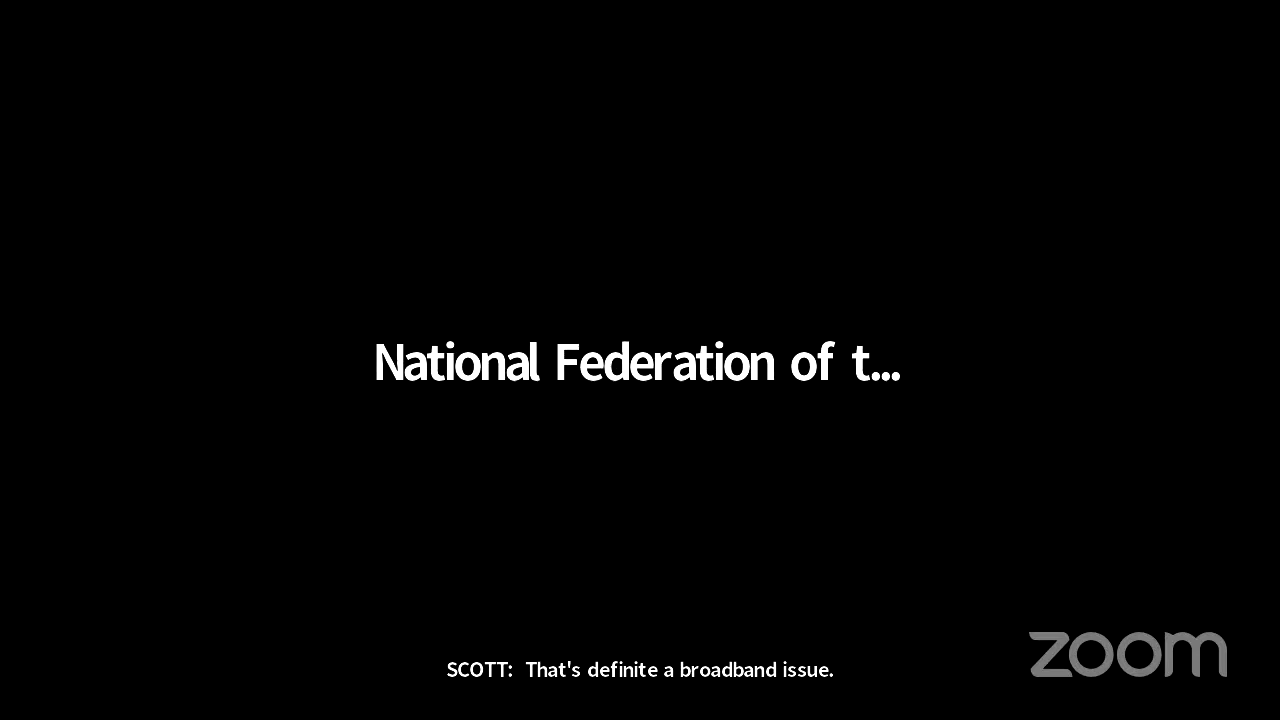 National Federation of t...
SCOTT: That's definite a broadband issue.
zoom